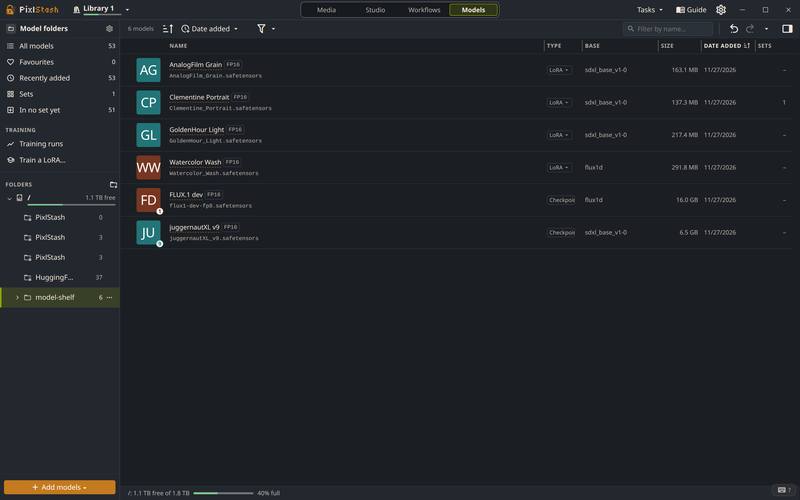 PixlStash
Library 1
Media
Studio
Workflows
Models
Tasks
Guide
Model folders
6 models
Date added
Filter by name...
All models 53
Favourites 0
Recently added 53
Sets 1
In no set yet 51
TRAINING
Training runs
Train a LoRA...
FOLDERS
/ 1.1 TB free
PixlStash 0
PixlStash 3
PixlStash 3
HuggingF... 37
model-shelf 6
Add models
NAME TYPE BASE SIZE DATE ADDED SETS
AG AnalogFilm Grain FP16 LoRA sdxl_base_v1-0 163.1 MB 11/27/2026 –
AnalogFilm_Grain.safetensors
CP Clementine Portrait FP16 LoRA sdxl_base_v1-0 137.3 MB 11/27/2026 1
Clementine_Portrait.safetensors
GL GoldenHour Light FP16 LoRA sdxl_base_v1-0 217.4 MB 11/27/2026 –
GoldenHour_Light.safetensors
WW Watercolor Wash FP16 LoRA flux1d 291.8 MB 11/27/2026 –
Watercolor_Wash.safetensors
FD FLUX.1 dev FP16 Checkpoi flux1d 16.0 GB 11/27/2026 –
flux1-dev-fp8.safetensors
JU juggernautXL v9 FP16 Checkpoi sdxl_base_v1-0 6.5 GB 11/27/2026 –
juggernautXL_v9.safetensors
/: 1.1 TB free of 1.8 TB 40% full
?